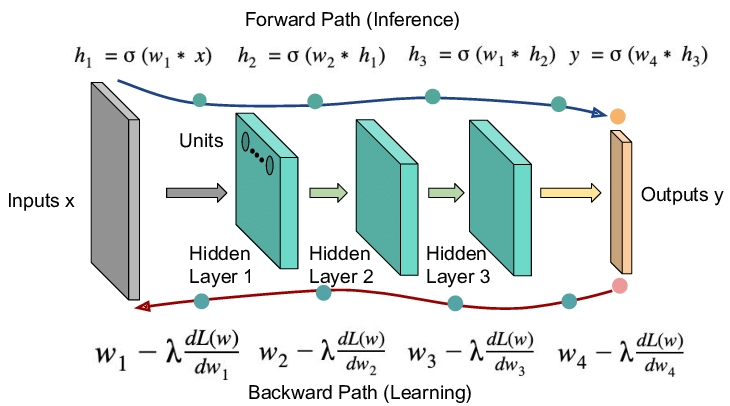 Forward Path (Inference)
h₁ = σ (w₁ * x) h₂ = σ (w₂ * h₁) h₃ = σ (w₁ * h₂) y = σ (w₄ * h₃)
Units
Inputs x
Outputs y
Hidden Layer 1
Hidden Layer 2
Hidden Layer 3
w₁ − λ dL(w)/dw₁ w₂ − λ dL(w)/dw₂ w₃ − λ dL(w)/dw₃ w₄ − λ dL(w)/dw₄
Backward Path (Learning)